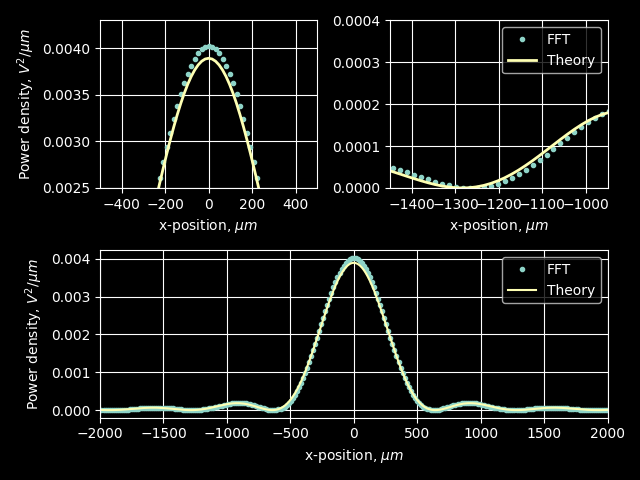 0.0040
0.0035
0.0030
0.0025
Power density, V²/μm
−400 −200 0 200 400
x-position, μm
0.0004
0.0003
0.0002
0.0001
0.0000
FFT
Theory
−1400 −1300 −1200 −1100 −1000
x-position, μm
0.004
0.003
0.002
0.001
0.000
Power density, V²/μm
FFT
Theory
−2000 −1500 −1000 −500 0 500 1000 1500 2000
x-position, μm